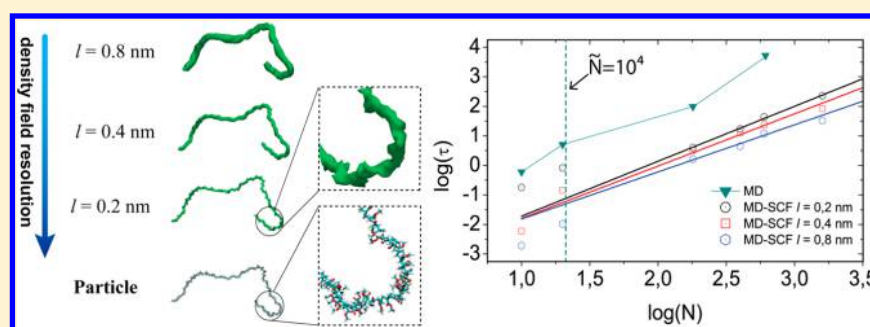 density field resolution
l = 0.8 nm
l = 0.4 nm
l = 0.2 nm
Particle
log(τ)
4
3
2
1
0
-1
-2
-3
Ñ=10⁴
MD
MD-SCF l = 0,2 nm
MD-SCF l = 0,4 nm
MD-SCF l = 0,8 nm
1,0 1,5 2,0 2,5 3,0 3,5
log(N)